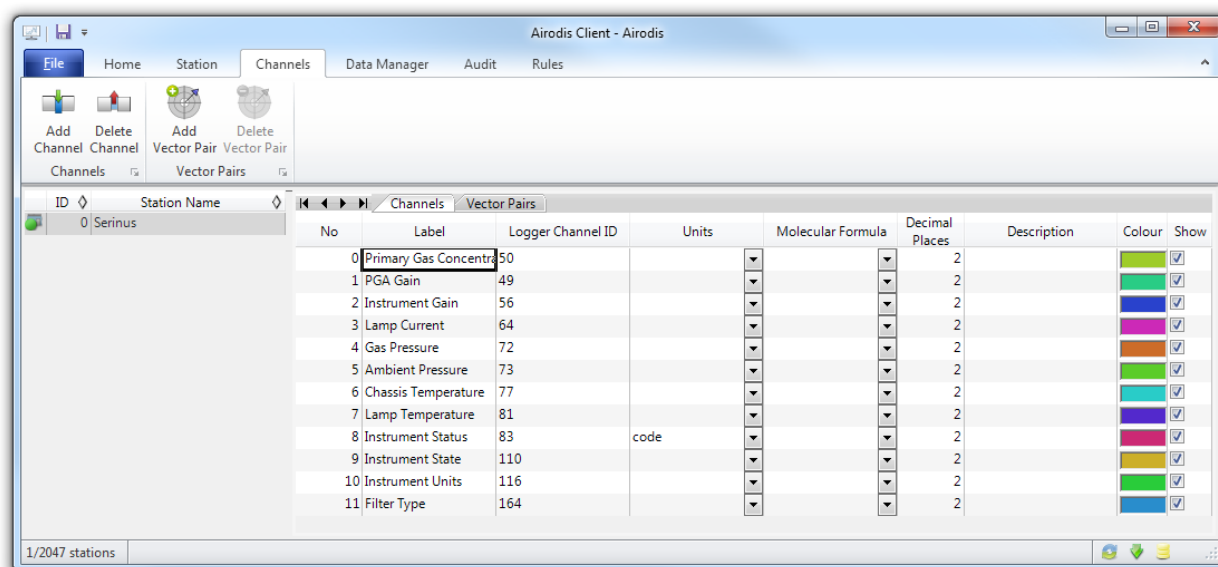 Airodis Client - Airodis
File Home Station Channels Data Manager Audit Rules
Add Delete Add Delete
Channel Channel Vector Pair Vector Pair
Channels Vector Pairs
ID Station Name Channels Vector Pairs
0 Serinus
No Label Logger Channel ID Units Molecular Formula Decimal Places Description Colour Show
0 Primary Gas Concentra 50 2
1 PGA Gain 49 2
2 Instrument Gain 56 2
3 Lamp Current 64 2
4 Gas Pressure 72 2
5 Ambient Pressure 73 2
6 Chassis Temperature 77 2
7 Lamp Temperature 81 2
8 Instrument Status 83 code 2
9 Instrument State 110 2
10 Instrument Units 116 2
11 Filter Type 164 2
1/2047 stations